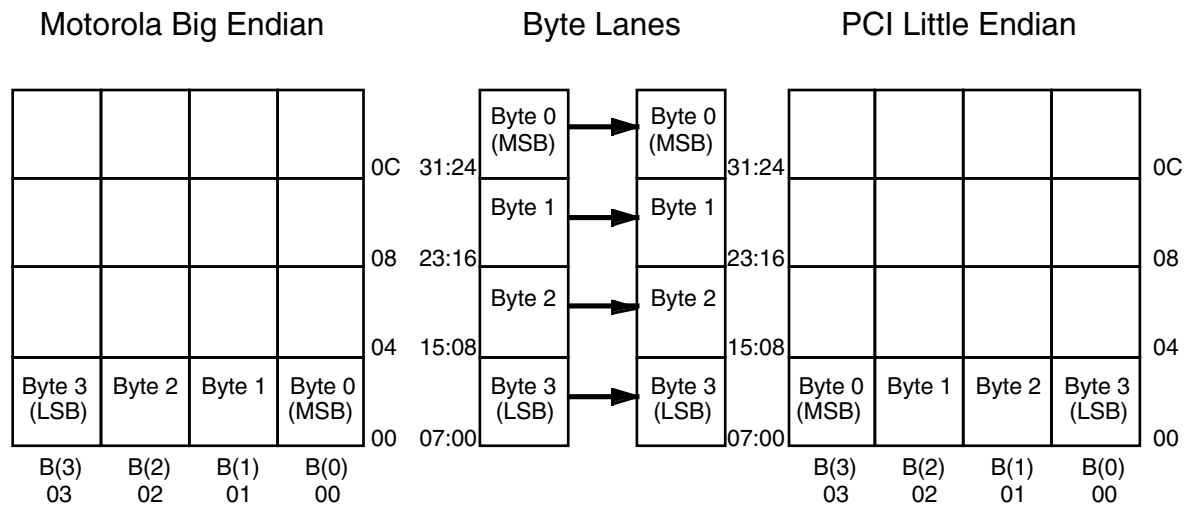 Motorola Big Endian
Byte Lanes
PCI Little Endian
0C
08
04
00
Byte 3
(LSB)
Byte 2
Byte 1
Byte 0
(MSB)
B(3)
03
B(2)
02
B(1)
01
B(0)
00
31:24
23:16
15:08
07:00
Byte 0
(MSB)
Byte 1
Byte 2
Byte 3
(LSB)
Byte 0
(MSB)
Byte 1
Byte 2
Byte 3
(LSB)
31:24
23:16
15:08
07:00
0C
08
04
00
Byte 0
(MSB)
Byte 1
Byte 2
Byte 3
(LSB)
B(3)
03
B(2)
02
B(1)
01
B(0)
00